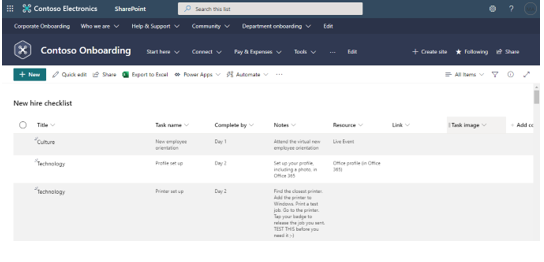 Contoso Electronics SharePoint Search this list ?
Corporate Onboarding Who we are Help & Support Community Department onboarding Edit
Contoso Onboarding Start here Connect Pay & Expenses Tools ... Edit + Create site Following Share
+ New Quick edit Share Export to Excel Power Apps Automate ... All Items
New hire checklist
Title Task name Complete by Notes Resource Link Task image + Add co
Culture New employee orientation Day 1 Attend the virtual new employee orientation Live Event
Technology Profile set up Day 2 Set up your profile, including a photo, in Office 365 Office profile (in Office 365)
Technology Printer set up Day 2 Find the closest printer. Add the printer to Windows. Print a test job. Go to the printer. Tap your badge to release the job you sent. TEST THIS before you need it :-)